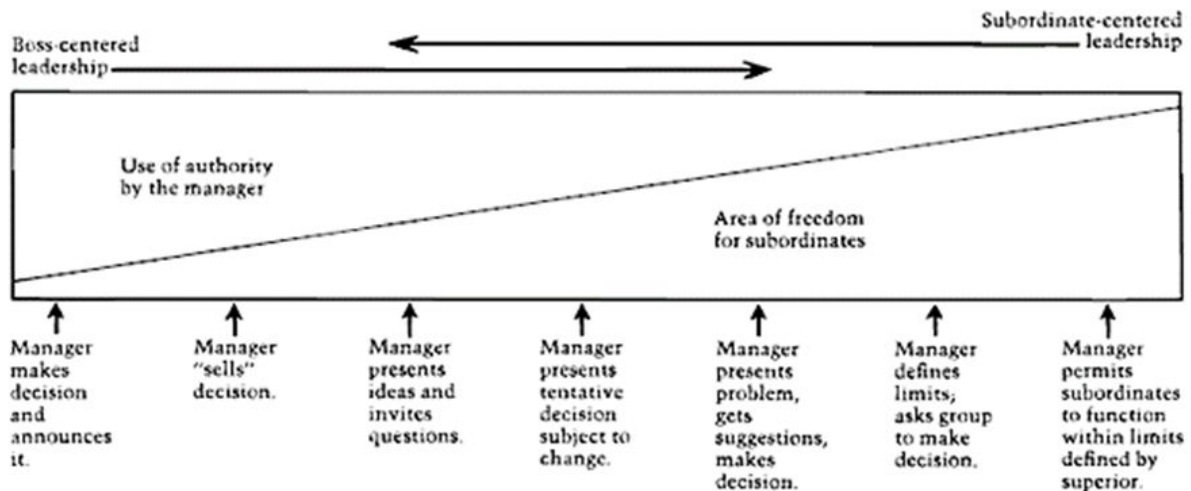 Boss-centered
leadership
Subordinate-centered
leadership
Use of authority
by the manager
Area of freedom
for subordinates
Manager
makes
decision
and
announces
it.
Manager
"sells"
decision.
Manager
presents
ideas and
invites
questions.
Manager
presents
tentative
decision
subject to
change.
Manager
presents
problem,
gets
suggestions,
makes
decision.
Manager
defines
limits;
asks group
to make
decision.
Manager
permits
subordinates
to function
within limits
defined by
superior.